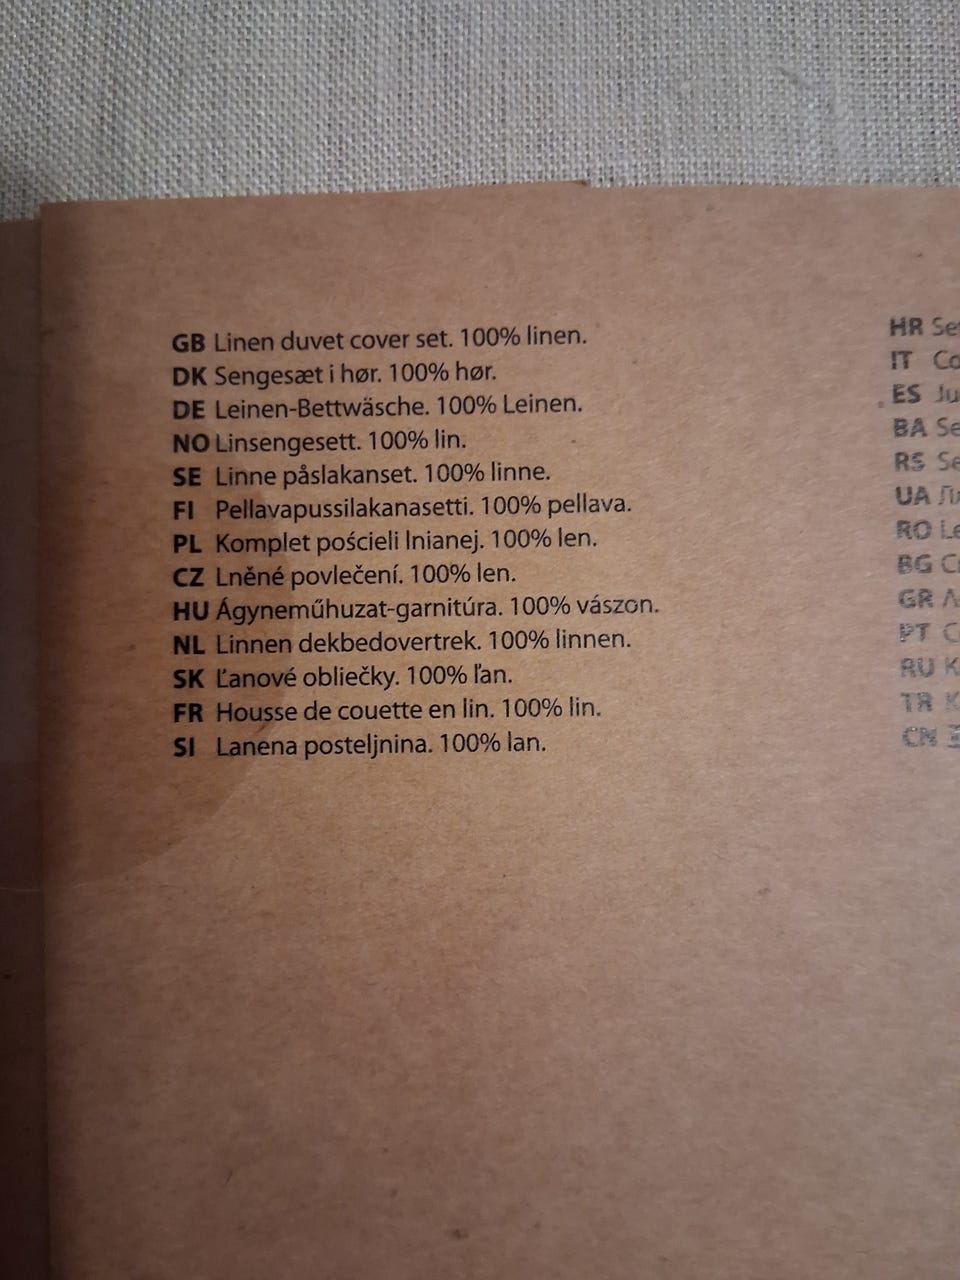 GB Linen duvet cover set. 100% linen.
DK Sengesæt i hør. 100% hør.
DE Leinen-Bettwäsche. 100% Leinen.
NO Linsengesett. 100% lin.
SE Linne påslakanset. 100% linne.
FI Pellavapussilakanasetti. 100% pellava.
PL Komplet pościeli lnianej. 100% len.
CZ Lněné povlečení. 100% len.
HU Ágyneműhuzat-garnitúra. 100% vászon.
NL Linnen dekbedovertrek. 100% linnen.
SK Ľanové obliečky. 100% ľan.
FR Housse de couette en lin. 100% lin.
SI Lanena posteljnina. 100% lan.
HR
IT
ES
BA
RS
UA
RO
BG
GR
PT
RU
TR
CN